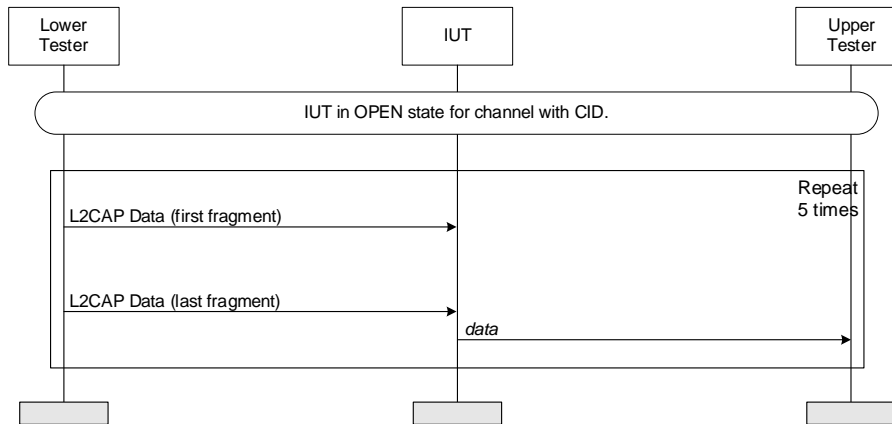 Lower
Tester
IUT
Upper
Tester
IUT in OPEN state for channel with CID.
Repeat
5 times
L2CAP Data (first fragment)
L2CAP Data (last fragment)
data